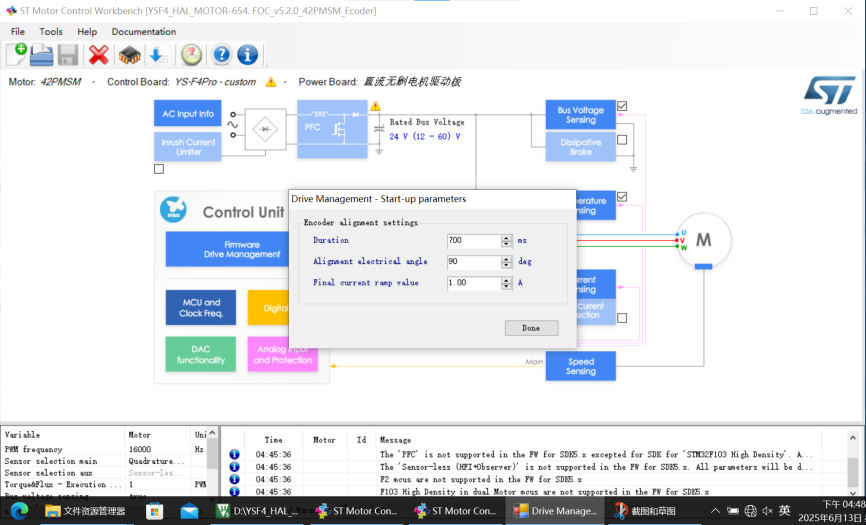 ST Motor Control Workbench [YSF4_HAL_MOTOR-654. FOC_v5.2.0_42PMSM_Ecoder]
File Tools Help Documentation
Motor: 42PMSM - Control Board: YS-F4Pro - custom - Power Board: 直流无刷电机驱动板
ST
life.augmented
AC Input Info
Inrush Current
Limiter
PFC
Rated Bus Voltage
24 V (12 - 60) V
Bus Voltage
Sensing
Dissipative
Brake
Drive Management - Start-up parameters
Encoder alignment settings
Duration 700 ms
Alignment electrical angle 90 deg
Final current ramp value 1.00 A
Done
Control Unit
Firmware
Drive Management
MCU and
Clock Freq.
Digital
DAC
functionality
Analog Input
and Protection
perature
nsing
U
V
W
M
rrent
nsing
Current
ection
Main
Speed
Sensing
Variable Motor Uni
PWM frequency 16000 Hz
Sensor selection main Quadrature...
Sensor selection aux Sensor-les...
Torque&Flux - Execution ... 1 PWM
Bus voltage sensing true
Time Motor Id Message
04:45:36 The 'PFC' is not supported in the FW for SDK5.x excepted for SDK for 'STM32F103 High Density'. A...
04:45:36 The 'Sensor-less (HFI+Observer)' is not supported in the FW for SDK5.x. All parameters will be d...
04:45:36 F2 mcus are not supported in the FW for SDK5.x
04:45:36 F103 High Density in dual Motor mcus are not supported in the FW for SDK5.x
文件资源管理器
D:\YSF4_HAL_...
ST Motor Con...
ST Motor Con...
Drive Manage...
截图和草图
英
下午 04:48
2025年6月13日